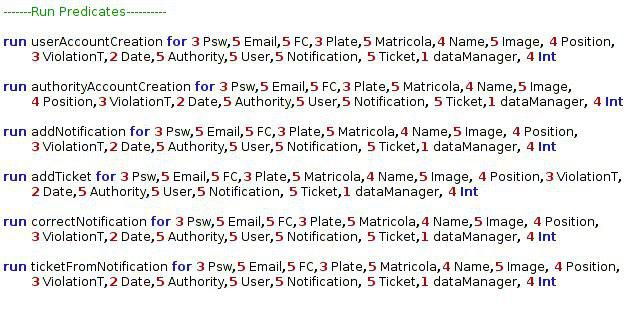 -------Run Predicates----------
run userAccountCreation for 3 Psw,5 Email,5 FC,3 Plate,5 Matricola,4 Name,5 Image, 4 Position,
3 ViolationT,2 Date,5 Authority,5 User,5 Notification, 5 Ticket,1 dataManager, 4 Int
run authorityAccountCreation for 3 Psw,5 Email,5 FC,3 Plate,5 Matricola,4 Name,5 Image,
4 Position,3 ViolationT,2 Date,5 Authority,5 User,5 Notification, 5 Ticket,1 dataManager, 4 Int
run addNotification for 3 Psw,5 Email,5 FC,3 Plate,5 Matricola,4 Name,5 Image, 4 Position,
3 ViolationT,2 Date,5 Authority,5 User,5 Notification, 5 Ticket,1 dataManager, 4 Int
run addTicket for 3 Psw,5 Email,5 FC,3 Plate,5 Matricola,4 Name,5 Image, 4 Position,3 ViolationT,
2 Date,5 Authority,5 User,5 Notification, 5 Ticket,1 dataManager, 4 Int
run correctNotification for 3 Psw,5 Email,5 FC,3 Plate,5 Matricola,4 Name,5 Image, 4 Position,
3 ViolationT,2 Date,5 Authority,5 User,5 Notification, 5 Ticket,1 dataManager, 4 Int
run ticketFromNotification for 3 Psw,5 Email,5 FC,3 Plate,5 Matricola,4 Name,5 Image, 4 Position,
3 ViolationT,2 Date,5 Authority,5 User,5 Notification, 5 Ticket,1 dataManager, 4 Int